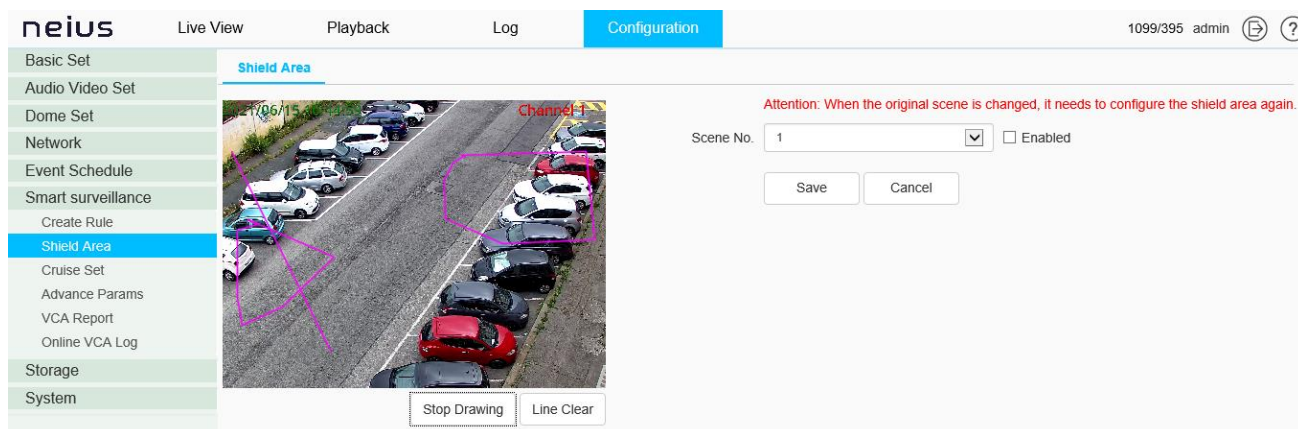 neius
Live View
Playback
Log
Configuration
1099/395 admin
?
Basic Set
Audio Video Set
Dome Set
Network
Event Schedule
Smart surveillance
Create Rule
Shield Area
Cruise Set
Advance Params
VCA Report
Online VCA Log
Storage
System
Shield Area
Channel 1
Stop Drawing
Line Clear
Attention: When the original scene is changed, it needs to configure the shield area again.
Scene No.
1
Enabled
Save
Cancel